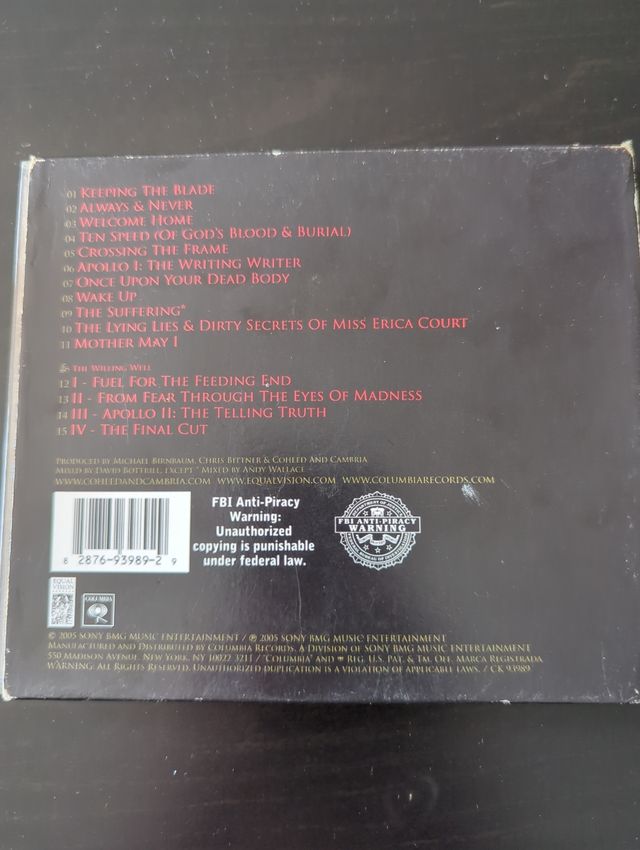 01 Keeping The Blade
02 Always & Never
03 Welcome Home
04 Ten Speed (Of God's Blood & Burial)
05 Crossing The Frame
06 Apollo I: The Writing Writer
07 Once Upon Your Dead Body
08 Wake Up
09 The Suffering*
10 The Lying Lies & Dirty Secrets Of Miss Erica Court
11 Mother May I
The Willing Well
12 I - Fuel For The Feeding End
13 II - From Fear Through The Eyes Of Madness
14 III - Apollo II: The Telling Truth
15 IV - The Final Cut
Produced by Michael Birnbaum, Chris Bittner & Coheed And Cambria
Mixed by David Bottrill, except * Mixed by Andy Wallace
www.coheedandcambria.com www.equalvision.com www.columbiarecords.com
FBI Anti-Piracy
Warning:
Unauthorized
copying is punishable
under federal law.
FBI ANTI-PIRACY
WARNING
8 2876-93989-2 9
EQUAL
VISION
COLUMBIA
© 2005 SONY BMG MUSIC ENTERTAINMENT / ℗ 2005 SONY BMG MUSIC ENTERTAINMENT
Manufactured and Distributed by Columbia Records, A Division of SONY BMG MUSIC ENTERTAINMENT
550 Madison Avenue, New York, NY 10022-3211 / "Columbia" and Reg. U.S. Pat. & Tm. Off. Marca Registrada
WARNING: All Rights Reserved. Unauthorized duplication is a violation of applicable laws. / CK 93989